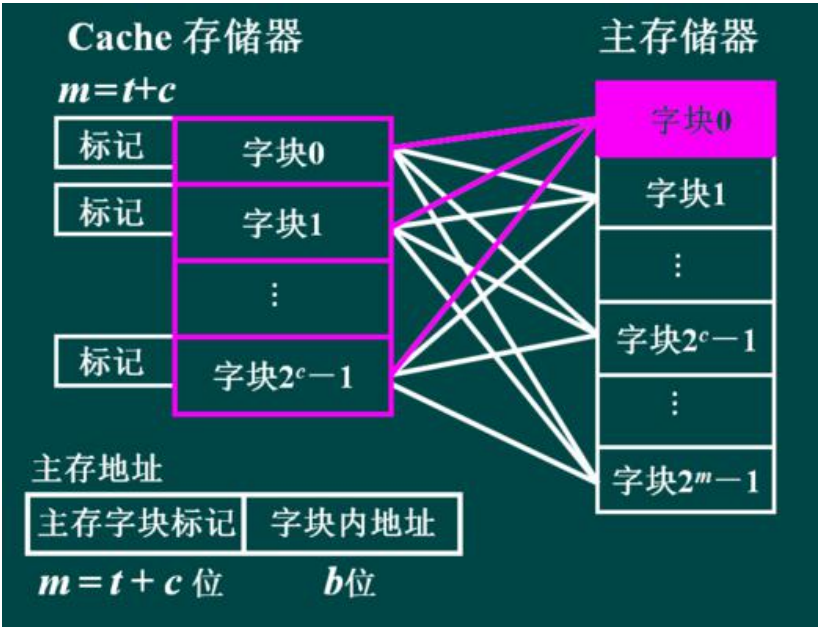 Cache 存储器
主存储器
m=t+c
标记
字块0
标记
字块1
⋮
标记
字块2ᶜ－1
字块0
字块1
⋮
字块2ᶜ－1
⋮
字块2ᵐ－1
主存地址
主存字块标记 字块内地址
m = t + c 位 b位